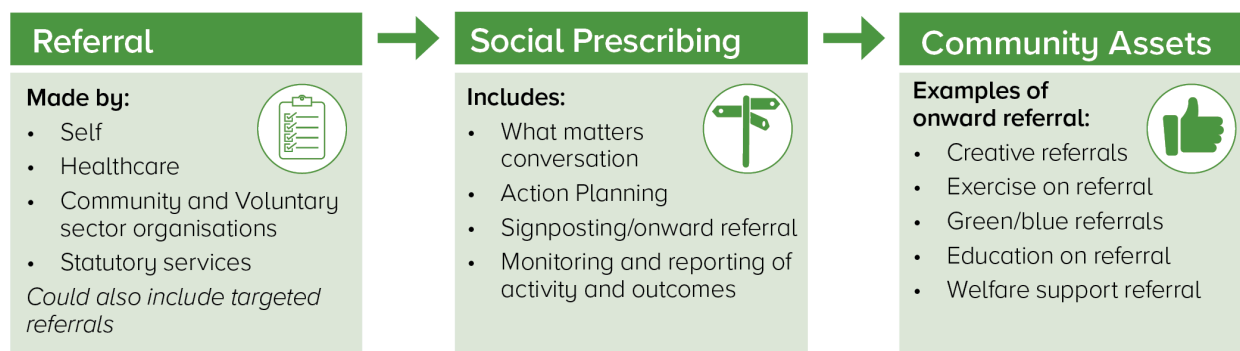 Referral
Made by:
• Self
• Healthcare
• Community and Voluntary
sector organisations
• Statutory services
Could also include targeted
referrals
Social Prescribing
Includes:
• What matters
conversation
• Action Planning
• Signposting/onward referral
• Monitoring and reporting of
activity and outcomes
Community Assets
Examples of
onward referral:
• Creative referrals
• Exercise on referral
• Green/blue referrals
• Education on referral
• Welfare support referral